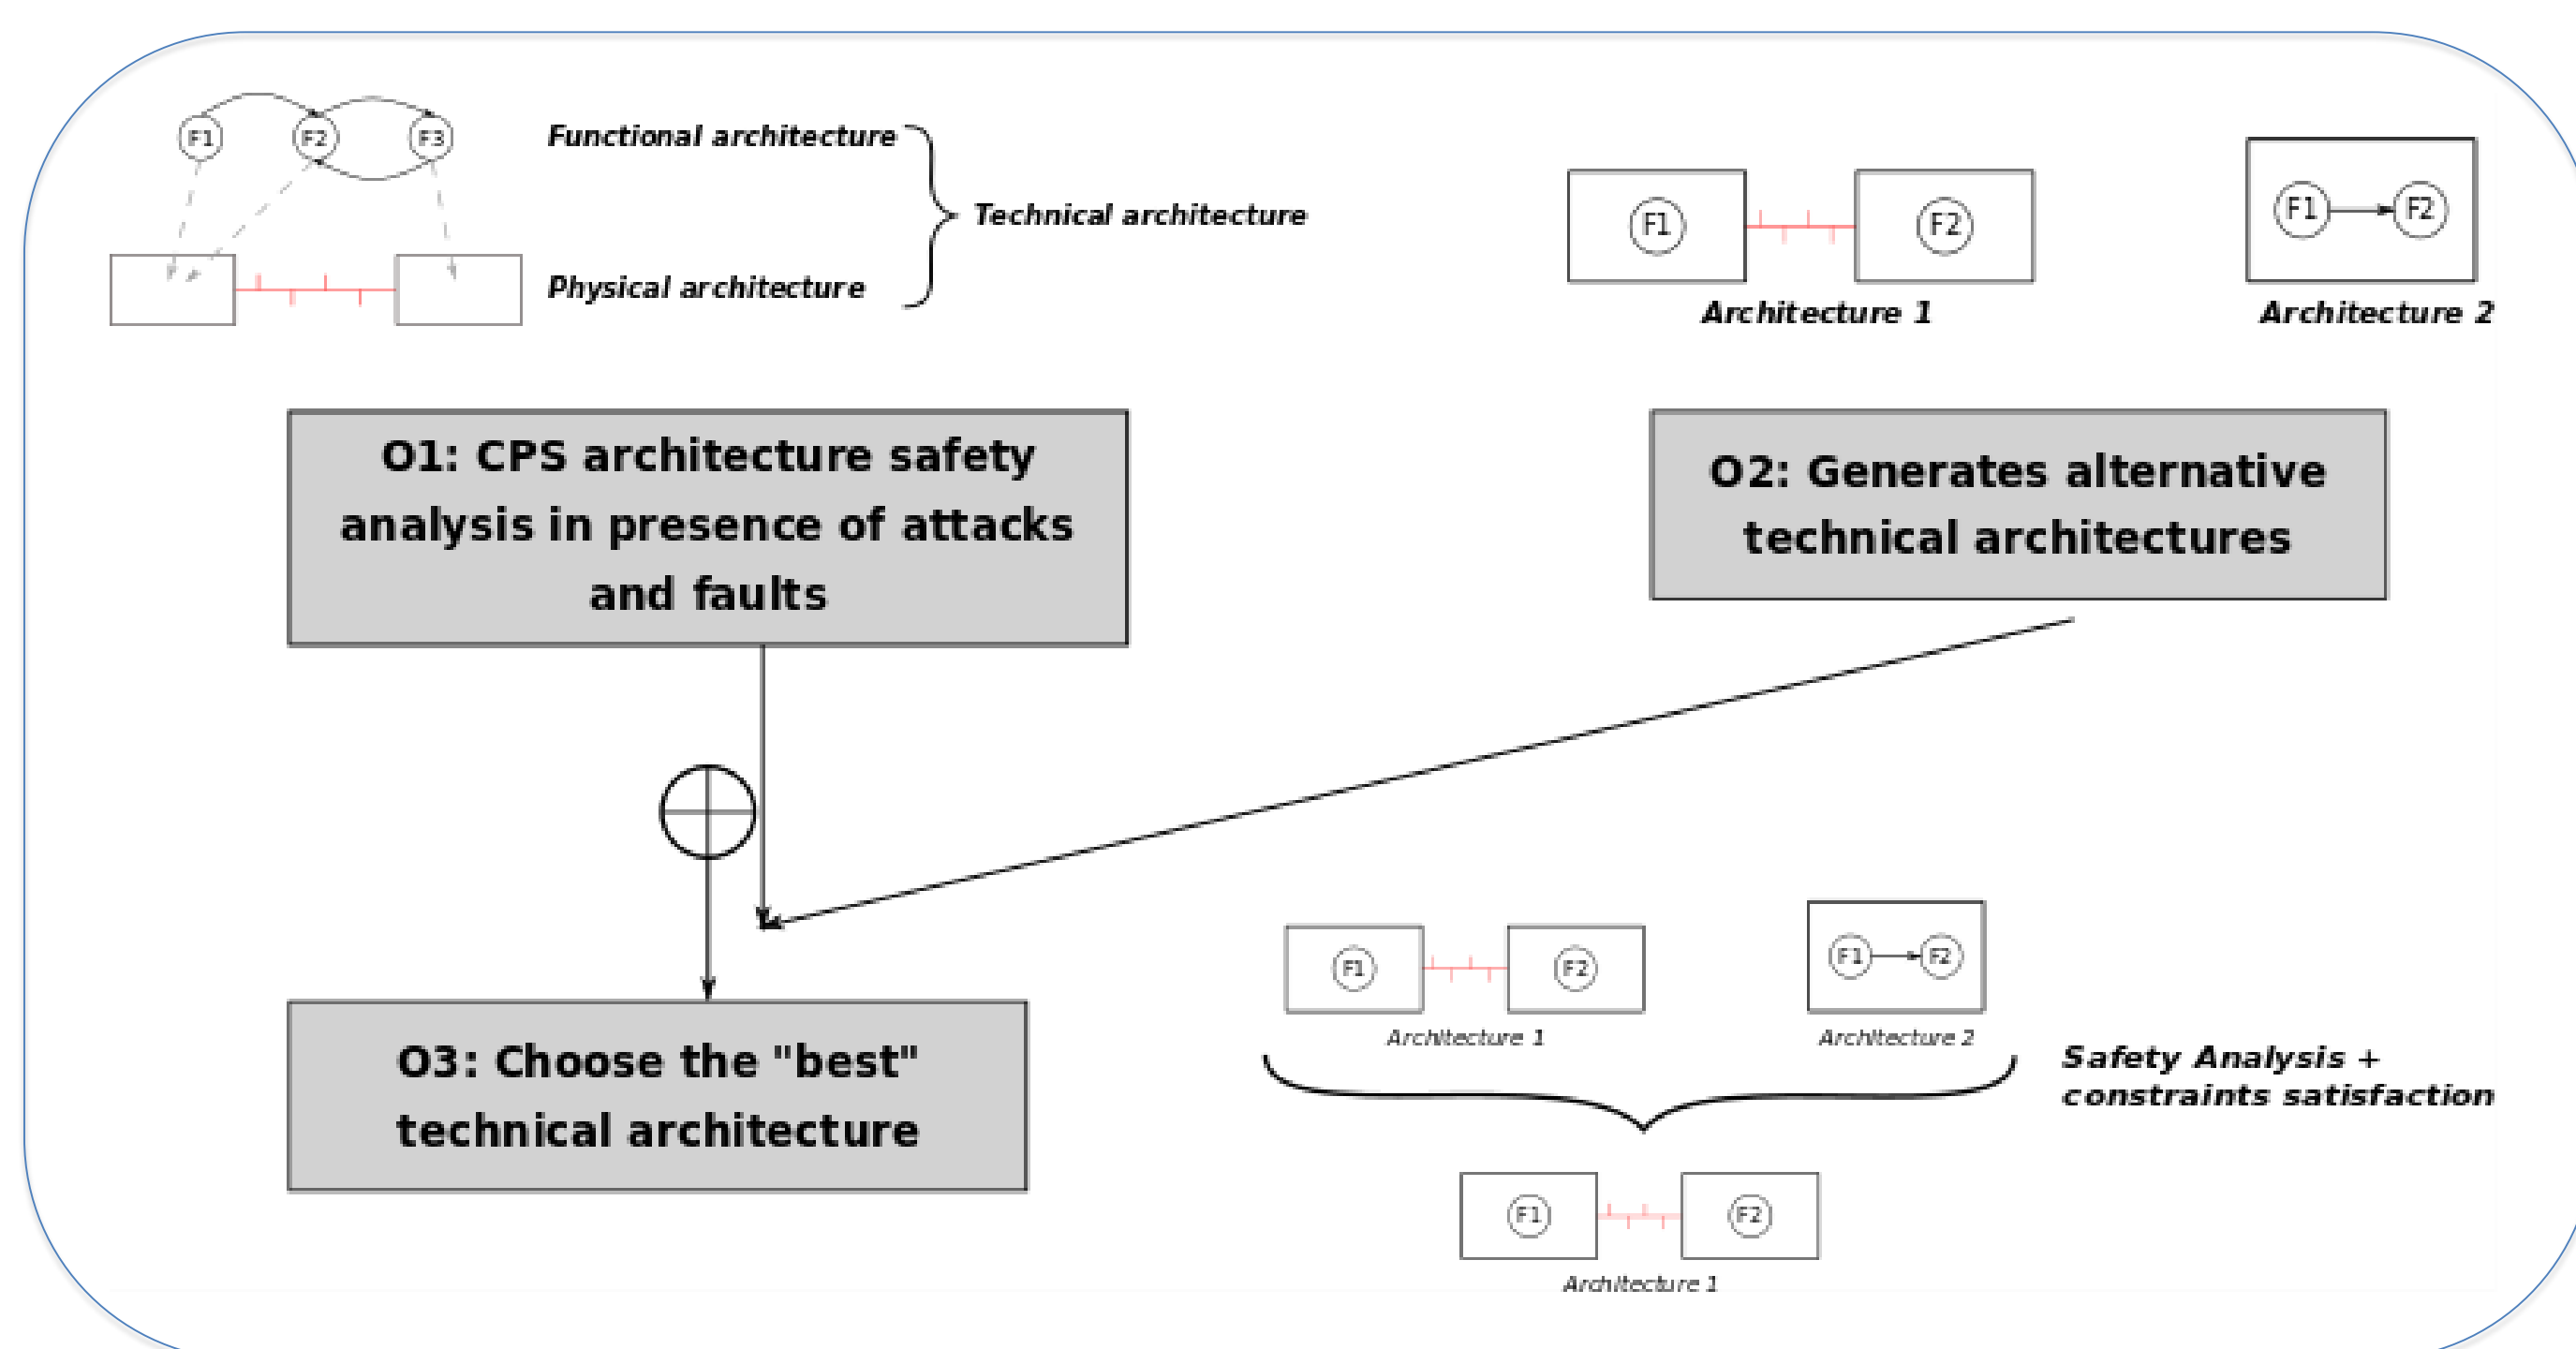 F1
F2
F3
Functional architecture
Technical architecture
Physical architecture
F1
F2
Architecture 1
F1
F2
Architecture 2
O1: CPS architecture safety
analysis in presence of attacks
and faults
O2: Generates alternative
technical architectures
O3: Choose the "best"
technical architecture
F1
F2
Architecture 1
F1
F2
Architecture 2
Safety Analysis +
constraints satisfaction
F1
F2
Architecture 1